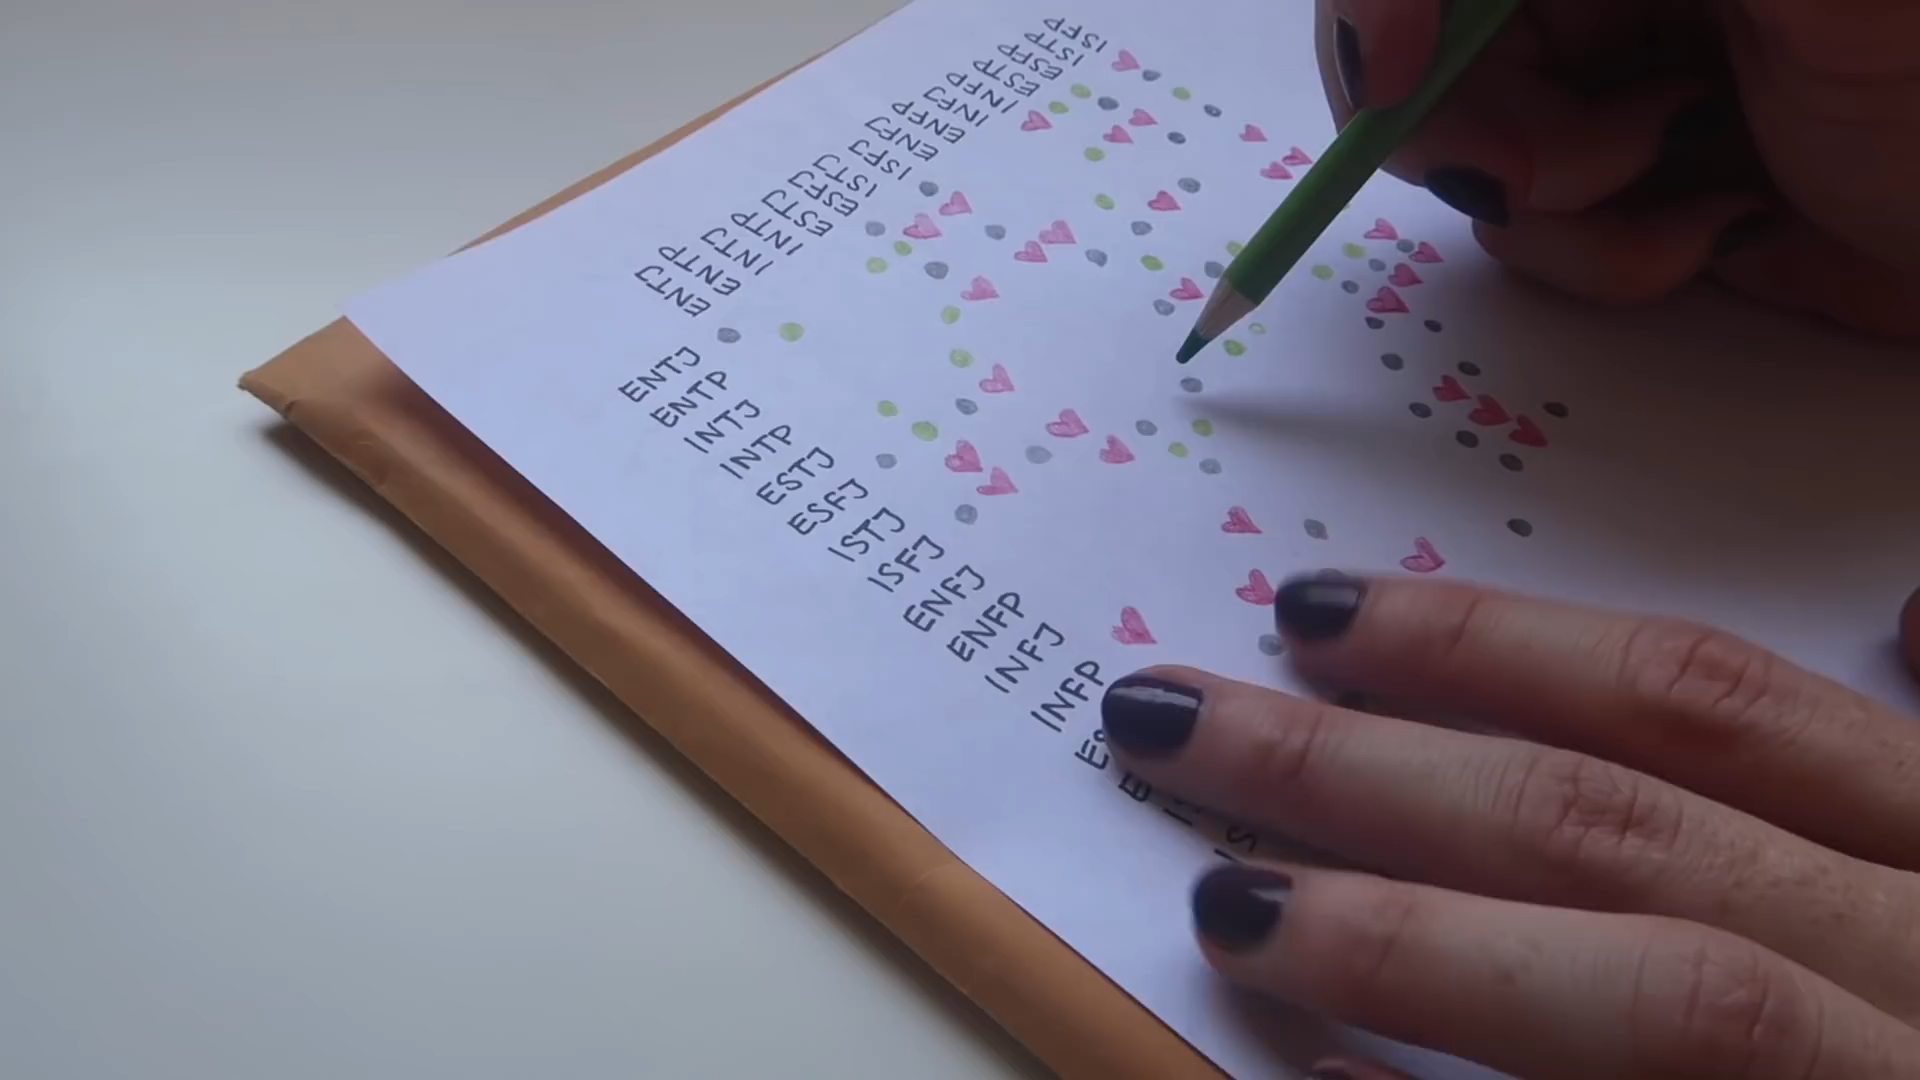 ISFP
ISTP
ESFP
ESTP
INFP
INFJ
ENFP
ENFJ
ISFJ
ISTJ
ESFJ
ESTJ
INTP
INTJ
ENTP
ENTJ
ENTJ
ENTP
INTJ
INTP
ESTJ
ESFJ
ISTJ
ISFJ
ENFJ
ENFP
INFJ
INFP